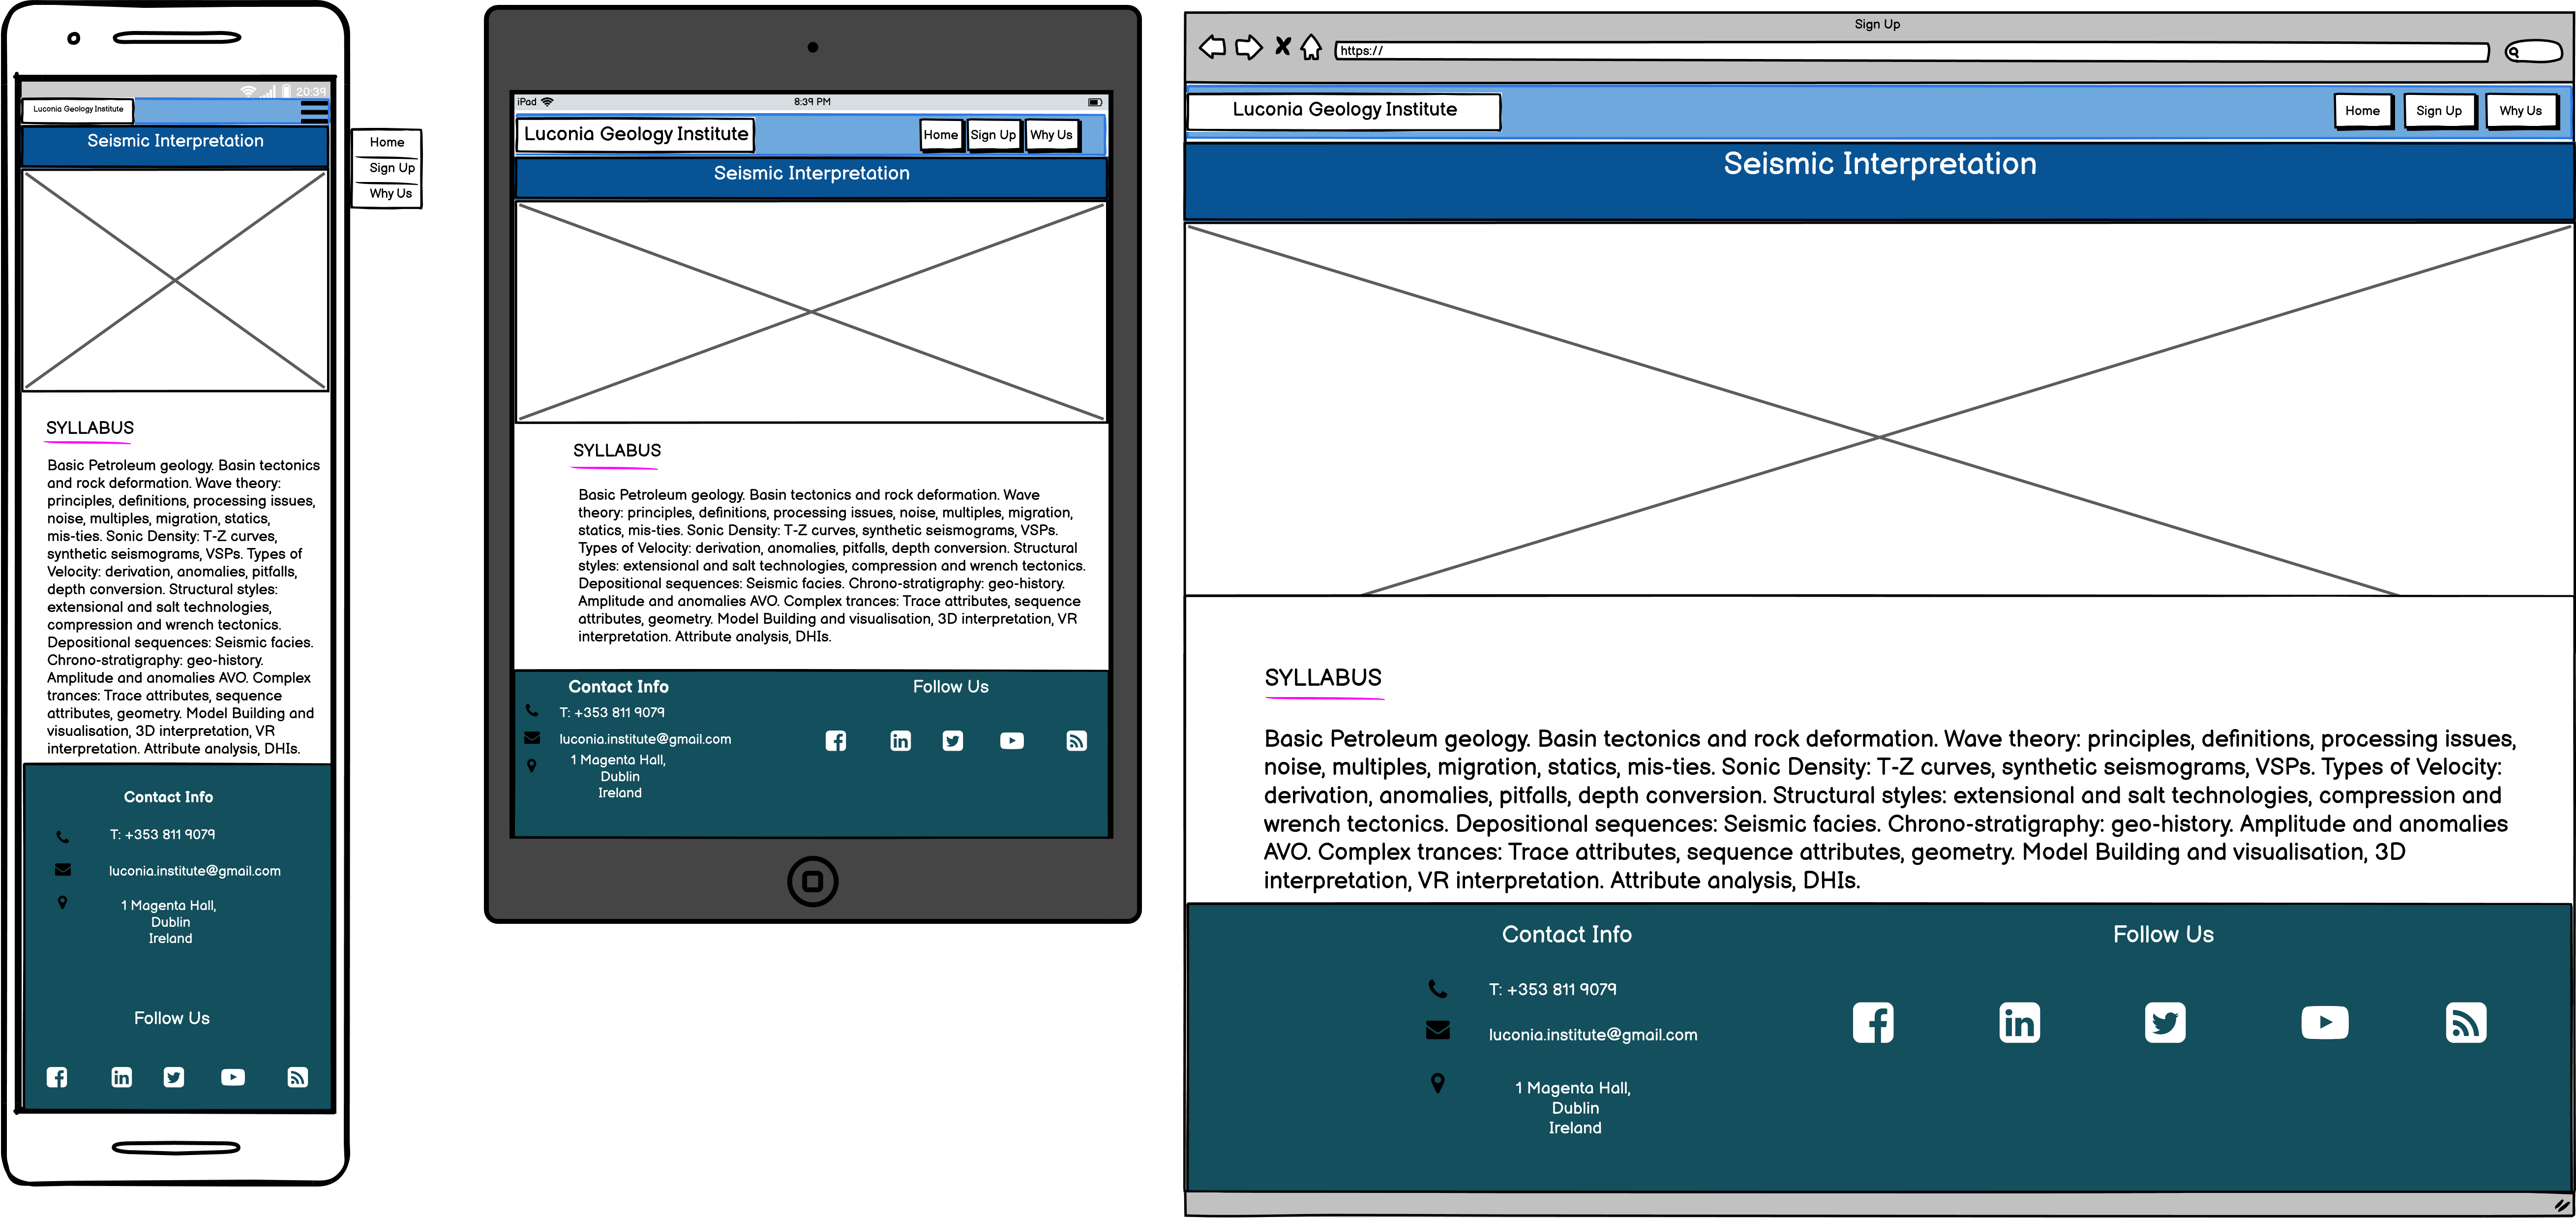 20:39
Luconia Geology Institute
Seismic Interpretation
Home
Sign Up
Why Us
SYLLABUS
Basic Petroleum geology. Basin tectonics
and rock deformation. Wave theory:
principles, definitions, processing issues,
noise, multiples, migration, statics,
mis-ties. Sonic Density: T-Z curves,
synthetic seismograms, VSPs. Types of
Velocity: derivation, anomalies, pitfalls,
depth conversion. Structural styles:
extensional and salt technologies,
compression and wrench tectonics.
Depositional sequences: Seismic facies.
Chrono-stratigraphy: geo-history.
Amplitude and anomalies AVO. Complex
trances: Trace attributes, sequence
attributes, geometry. Model Building and
visualisation, 3D interpretation, VR
interpretation. Attribute analysis, DHIs.
Contact Info
T: +353 811 9079
luconia.institute@gmail.com
1 Magenta Hall,
Dublin
Ireland
Follow Us
iPad 8:39 PM
Luconia Geology Institute Home Sign Up Why Us
Seismic Interpretation
SYLLABUS
Basic Petroleum geology. Basin tectonics and rock deformation. Wave
theory: principles, definitions, processing issues, noise, multiples, migration,
statics, mis-ties. Sonic Density: T-Z curves, synthetic seismograms, VSPs.
Types of Velocity: derivation, anomalies, pitfalls, depth conversion. Structural
styles: extensional and salt technologies, compression and wrench tectonics.
Depositional sequences: Seismic facies. Chrono-stratigraphy: geo-history.
Amplitude and anomalies AVO. Complex trances: Trace attributes, sequence
attributes, geometry. Model Building and visualisation, 3D interpretation, VR
interpretation. Attribute analysis, DHIs.
Contact Info Follow Us
T: +353 811 9079
luconia.institute@gmail.com
1 Magenta Hall,
Dublin
Ireland
Sign Up
https://
Luconia Geology Institute Home Sign Up Why Us
Seismic Interpretation
SYLLABUS
Basic Petroleum geology. Basin tectonics and rock deformation. Wave theory: principles, definitions, processing issues,
noise, multiples, migration, statics, mis-ties. Sonic Density: T-Z curves, synthetic seismograms, VSPs. Types of Velocity:
derivation, anomalies, pitfalls, depth conversion. Structural styles: extensional and salt technologies, compression and
wrench tectonics. Depositional sequences: Seismic facies. Chrono-stratigraphy: geo-history. Amplitude and anomalies
AVO. Complex trances: Trace attributes, sequence attributes, geometry. Model Building and visualisation, 3D
interpretation, VR interpretation. Attribute analysis, DHIs.
Contact Info Follow Us
T: +353 811 9079
luconia.institute@gmail.com
1 Magenta Hall,
Dublin
Ireland